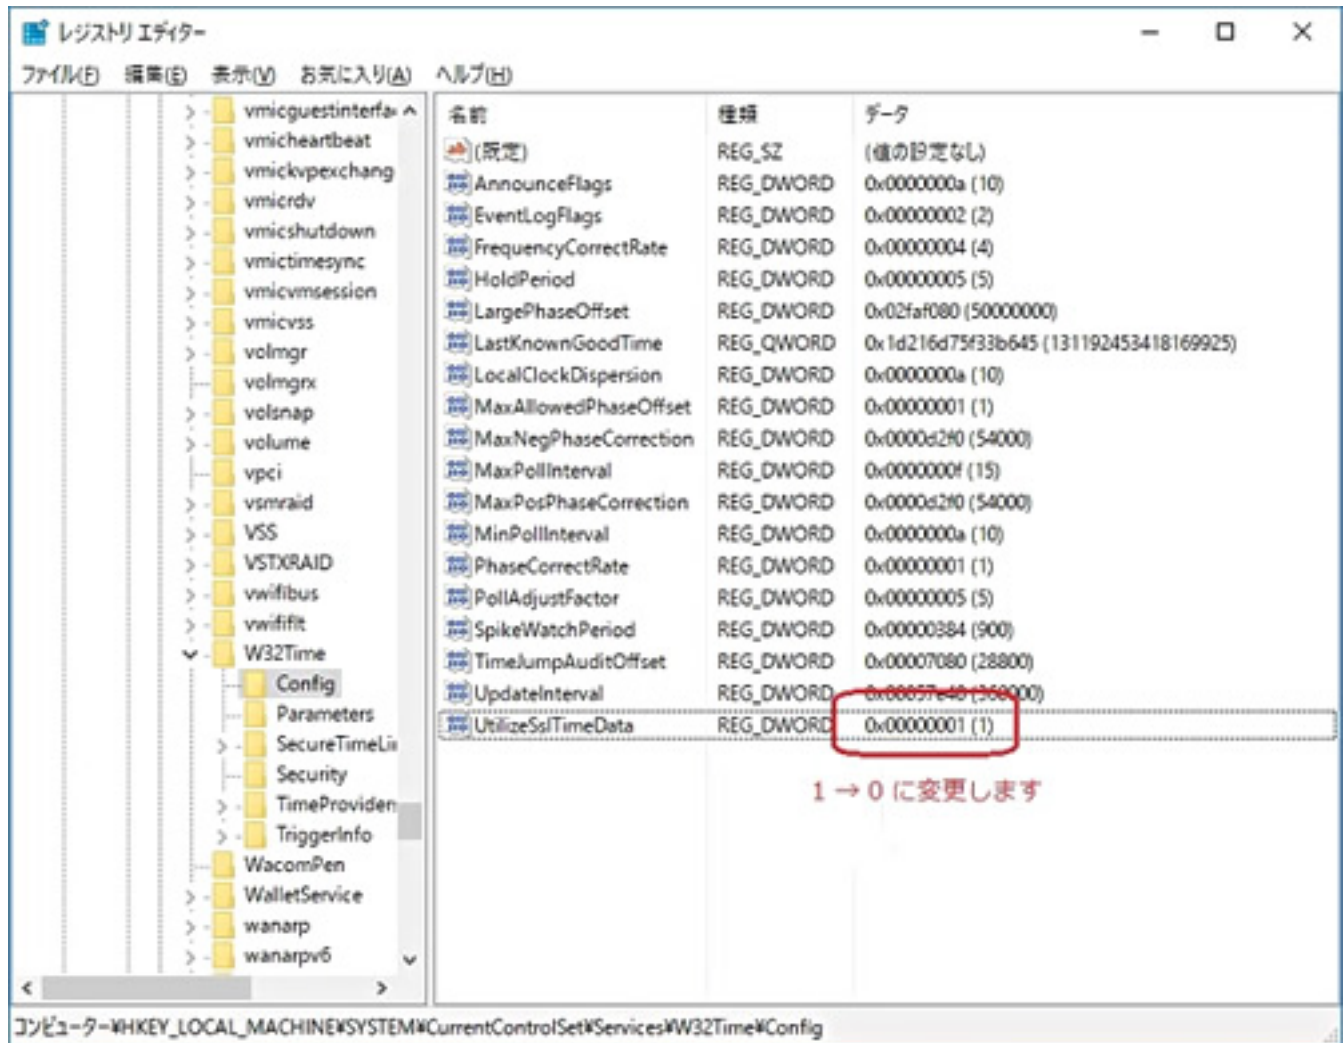 レジストリ エディター
ファイル(F) 編集(E) 表示(V) お気に入り(A) ヘルプ(H)
vmicguestinterfa
vmicheartbeat
vmickvpexchang
vmicrdv
vmicshutdown
vmictimesync
vmicvmsession
vmicvss
volmgr
volmgrx
volsnap
volume
vpci
vsmraid
VSS
VSTXRAID
vwifibus
vwififlt
W32Time
Config
Parameters
SecureTimeLi
Security
TimeProviders
TriggerInfo
WacomPen
WalletService
wanarp
wanarpv6
名前 種類 データ
(既定) REG_SZ (値の設定なし)
AnnounceFlags REG_DWORD 0x0000000a (10)
EventLogFlags REG_DWORD 0x00000002 (2)
FrequencyCorrectRate REG_DWORD 0x00000004 (4)
HoldPeriod REG_DWORD 0x00000005 (5)
LargePhaseOffset REG_DWORD 0x02faf080 (50000000)
LastKnownGoodTime REG_QWORD 0x1d216d75f33b645 (131192453418169925)
LocalClockDispersion REG_DWORD 0x0000000a (10)
MaxAllowedPhaseOffset REG_DWORD 0x00000001 (1)
MaxNegPhaseCorrection REG_DWORD 0x0000d2f0 (54000)
MaxPollInterval REG_DWORD 0x0000000f (15)
MaxPosPhaseCorrection REG_DWORD 0x0000d2f0 (54000)
MinPollInterval REG_DWORD 0x0000000a (10)
PhaseCorrectRate REG_DWORD 0x00000001 (1)
PollAdjustFactor REG_DWORD 0x00000005 (5)
SpikeWatchPeriod REG_DWORD 0x00000384 (900)
TimeJumpAuditOffset REG_DWORD 0x00007080 (28800)
UpdateInterval REG_DWORD 0x00057e40 (360000)
UtilizeSslTimeData REG_DWORD 0x00000001 (1)
1 → 0 に変更します
コンピューター¥HKEY_LOCAL_MACHINE¥SYSTEM¥CurrentControlSet¥Services¥W32Time¥Config